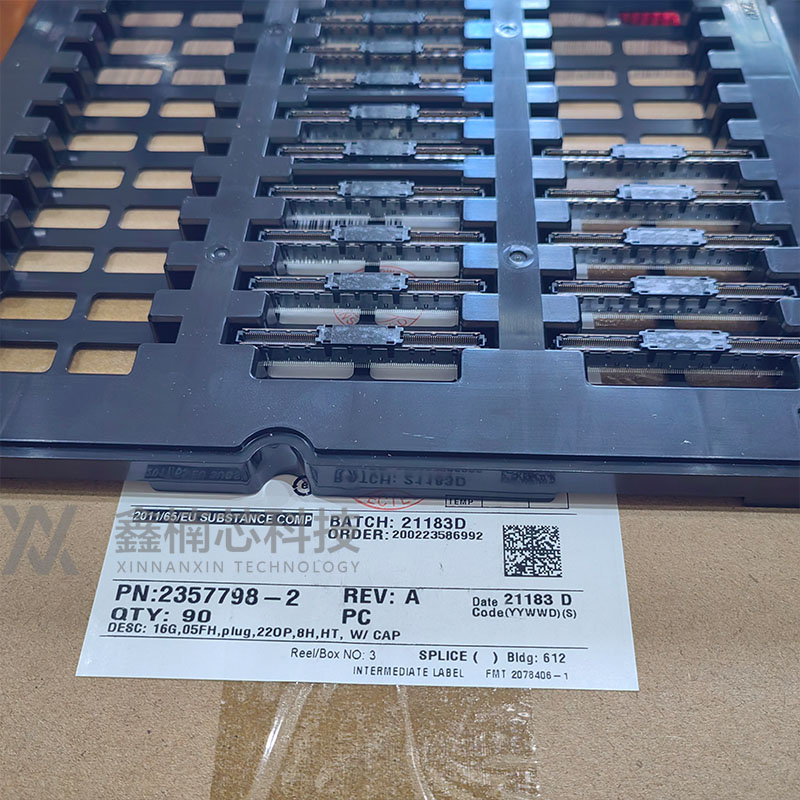 TEMP
2011/65/EU SUBSTANCE COMP
BATCH: 21183D
ORDER: 200223586992
鑫楠芯科技
XINNANXIN TECHNOLOGY
PN:2357798-2
REV: A
Date 21183 D
QTY: 90
PC
Code(YYWWD)(S)
DESC: 16G,05FH,plug,220P,8H,HT, W/ CAP
Reel/Box NO: 3
SPLICE ( ) Bldg: 612
INTERMEDIATE LABEL
FMT 2078406-1